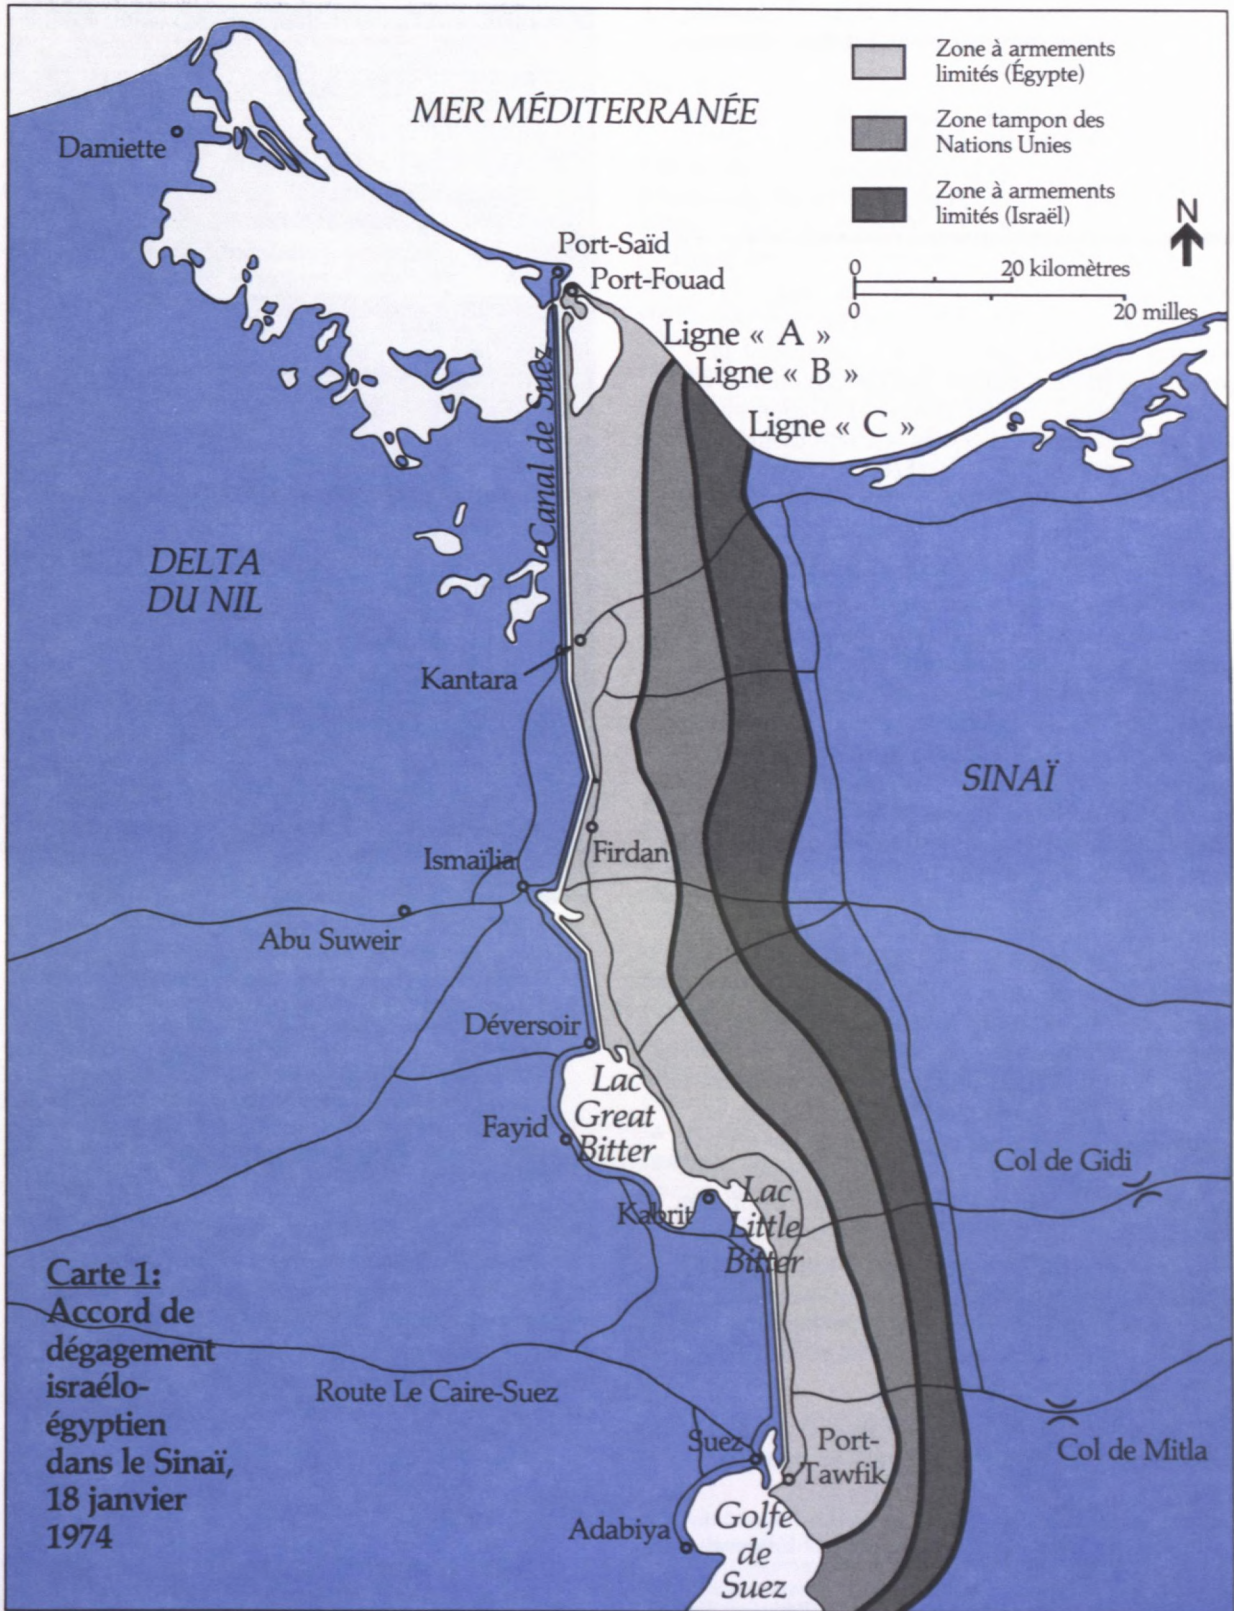 Zone à armements
limités (Égypte)
Zone tampon des
Nations Unies
Zone à armements
limités (Israël)
N
0 20 kilomètres
0 20 milles
MER MÉDITERRANÉE
Damiette
Port-Saïd
Port-Fouad
Ligne « A »
Ligne « B »
Ligne « C »
Canal de Suez
DELTA
DU NIL
Kantara
SINAÏ
Ismaïlia
Firdan
Abu Suweir
Déversoir
Lac
Great
Bitter
Fayid
Col de Gidi
Kabrit
Lac
Little
Bitter
Carte 1:
Accord de
dégagement
israélo-
égyptien
dans le Sinaï,
18 janvier
1974
Route Le Caire-Suez
Suez
Port-
Tawfik
Col de Mitla
Adabiya
Golfe
de
Suez